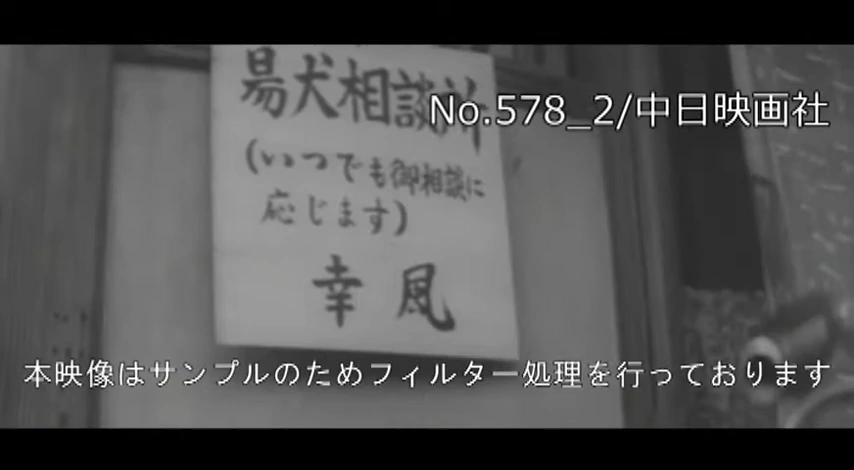 昜犬相談所
No.578_2/中日映画社
(いつでも御相談に
応じます)
幸風
本映像はサンプルのためフィルター処理を行っております